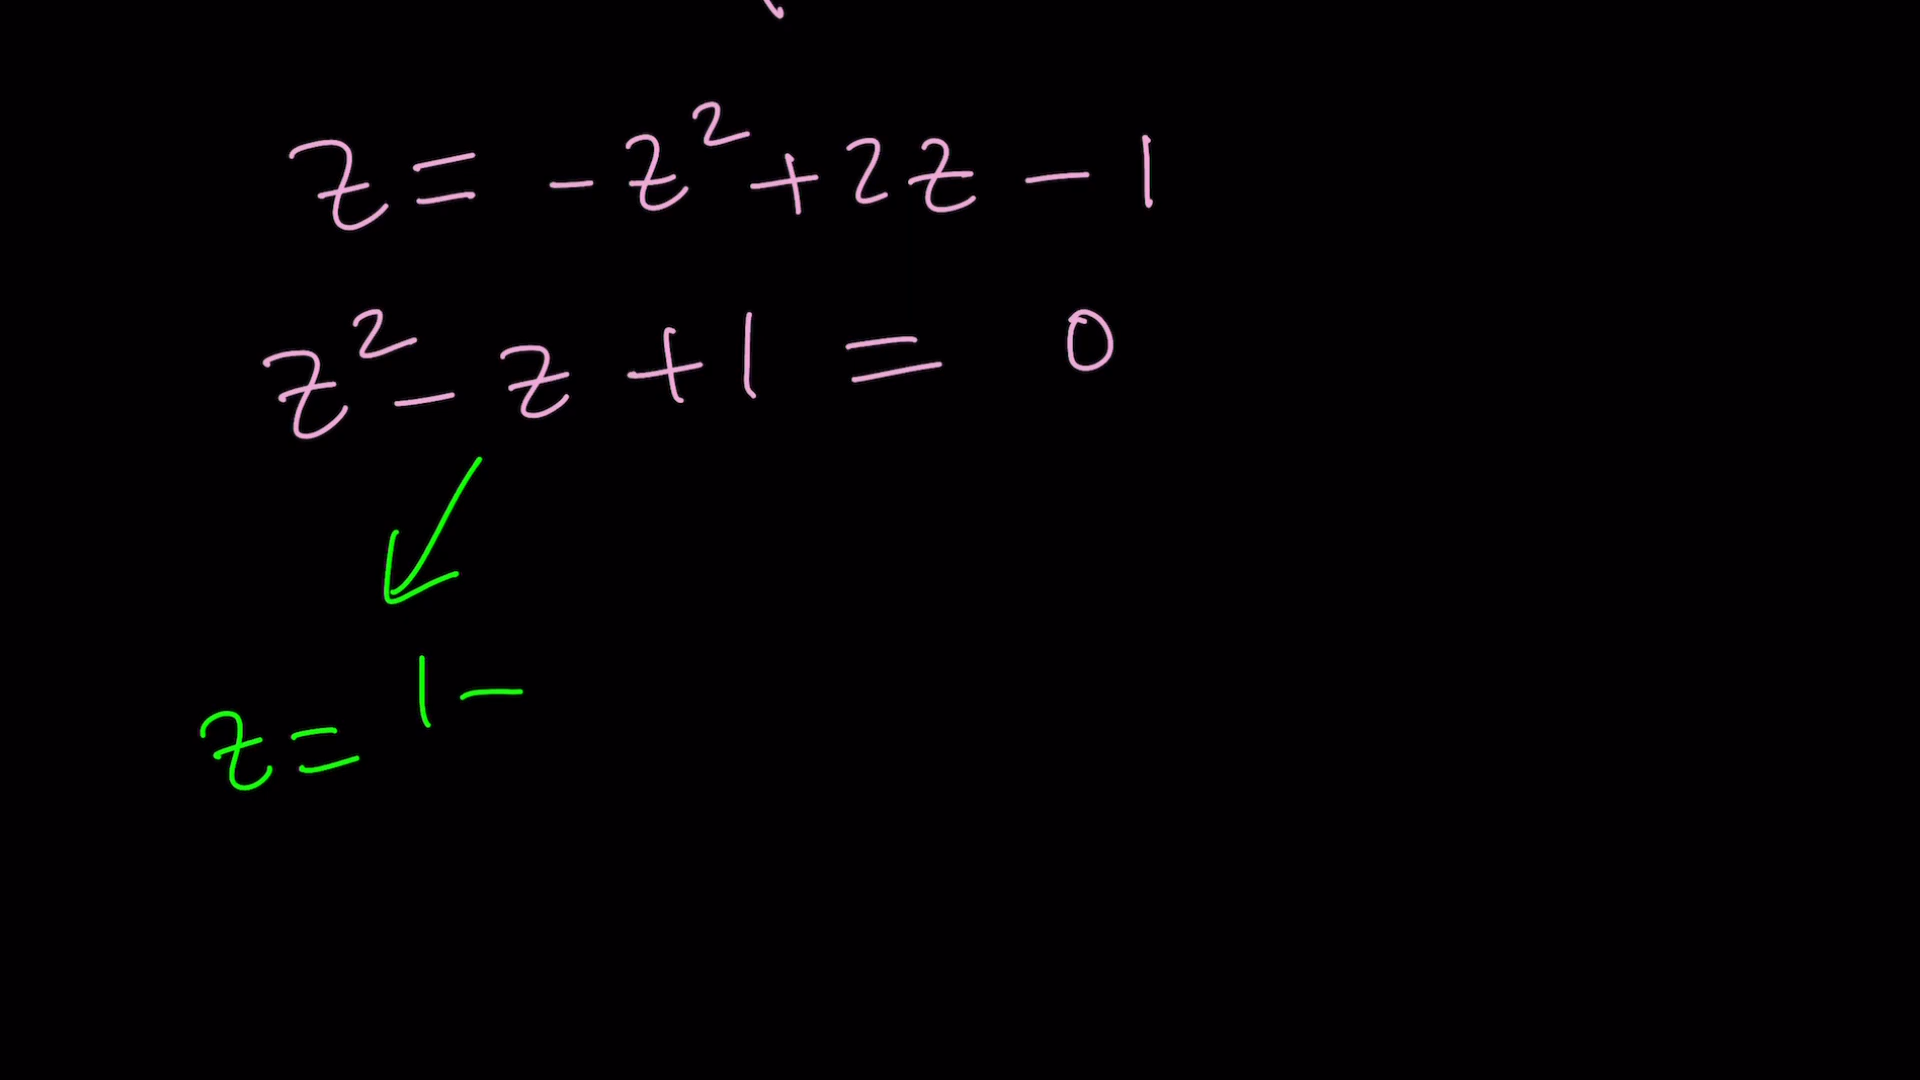 z = -z² + 2z - 1
z² - z + 1 = 0
z = 1 -